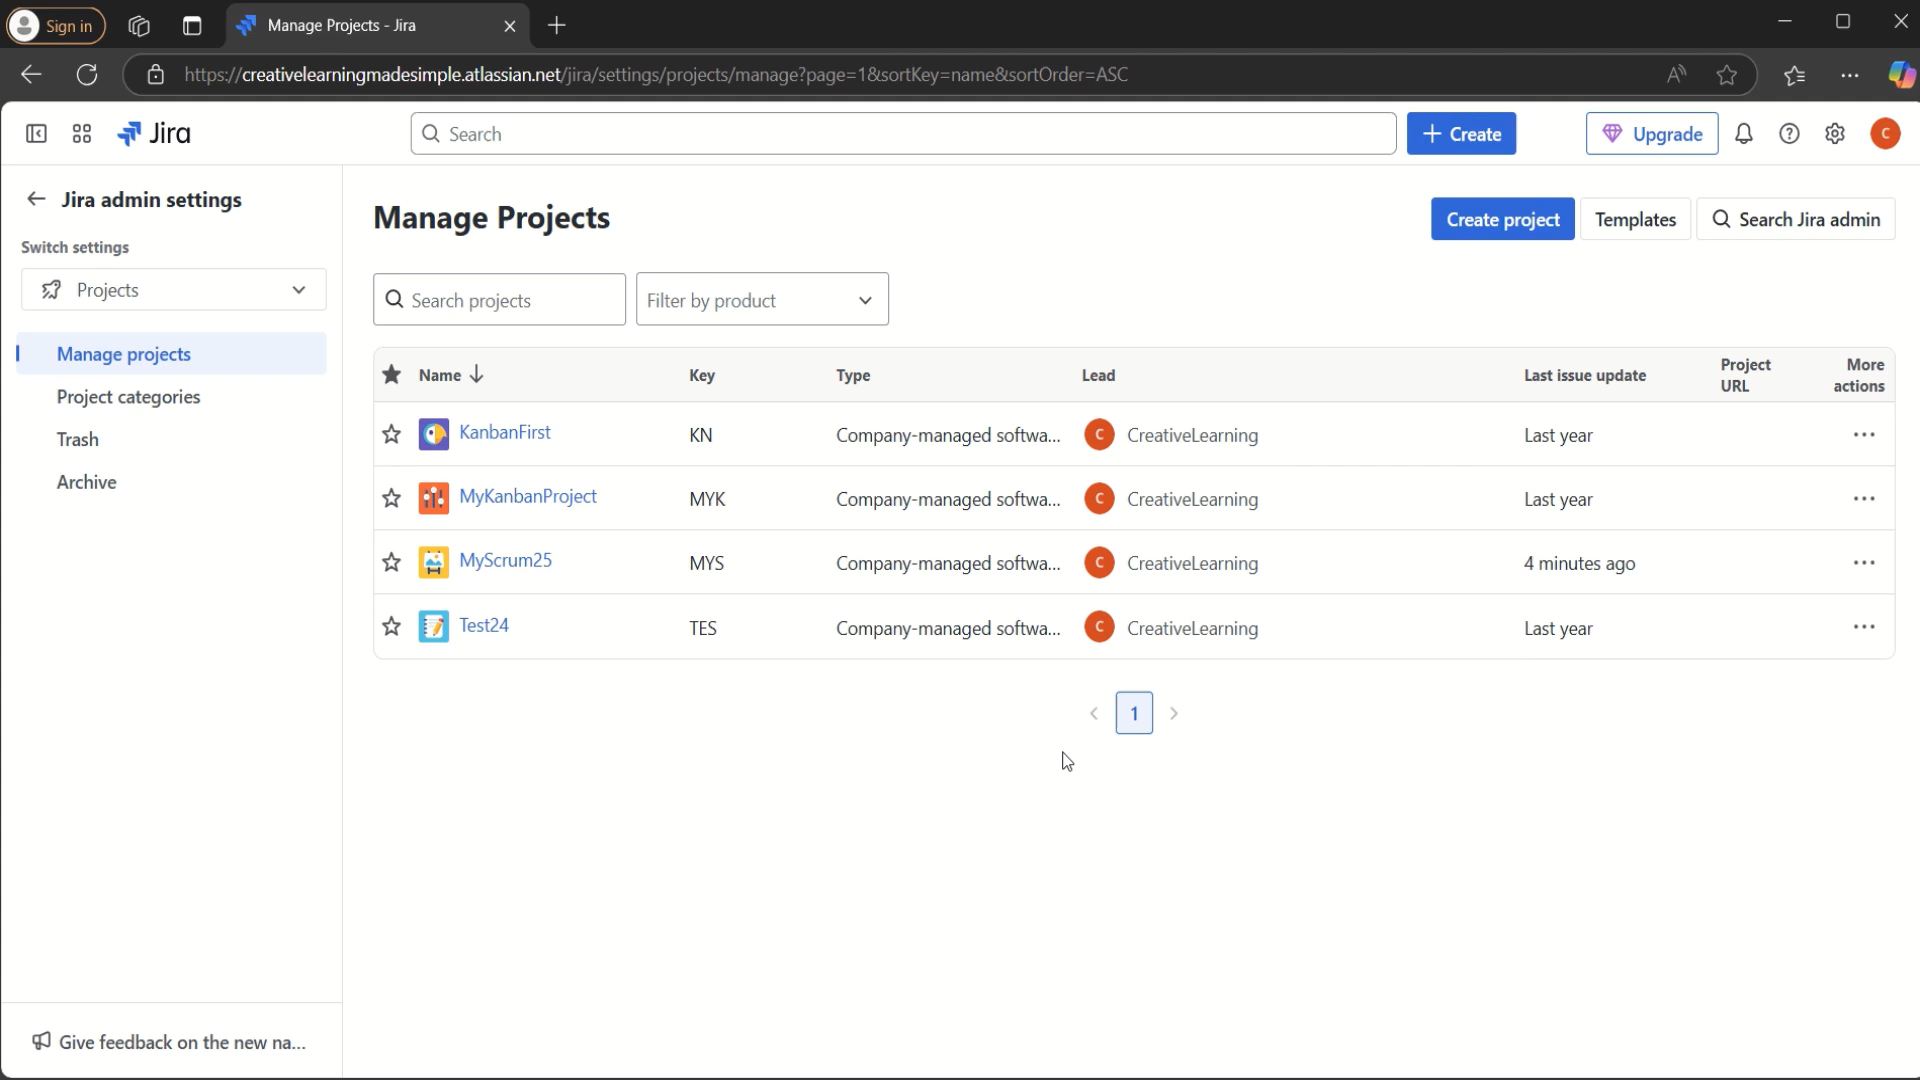 Sign in
Manage Projects - Jira
https://creativelearningmadesimple.atlassian.net/jira/settings/projects/manage?page=1&sortKey=name&sortOrder=ASC
Jira
Search
+ Create
Upgrade
C
Jira admin settings
Switch settings
Projects
Manage projects
Project categories
Trash
Archive
Give feedback on the new na...
Manage Projects
Create project
Templates
Search Jira admin
Search projects
Filter by product
Name Key Type Lead Last issue update Project URL More actions
KanbanFirst KN Company-managed softwa... C CreativeLearning Last year ...
MyKanbanProject MYK Company-managed softwa... C CreativeLearning Last year ...
MyScrum25 MYS Company-managed softwa... C CreativeLearning 4 minutes ago ...
Test24 TES Company-managed softwa... C CreativeLearning Last year ...
1